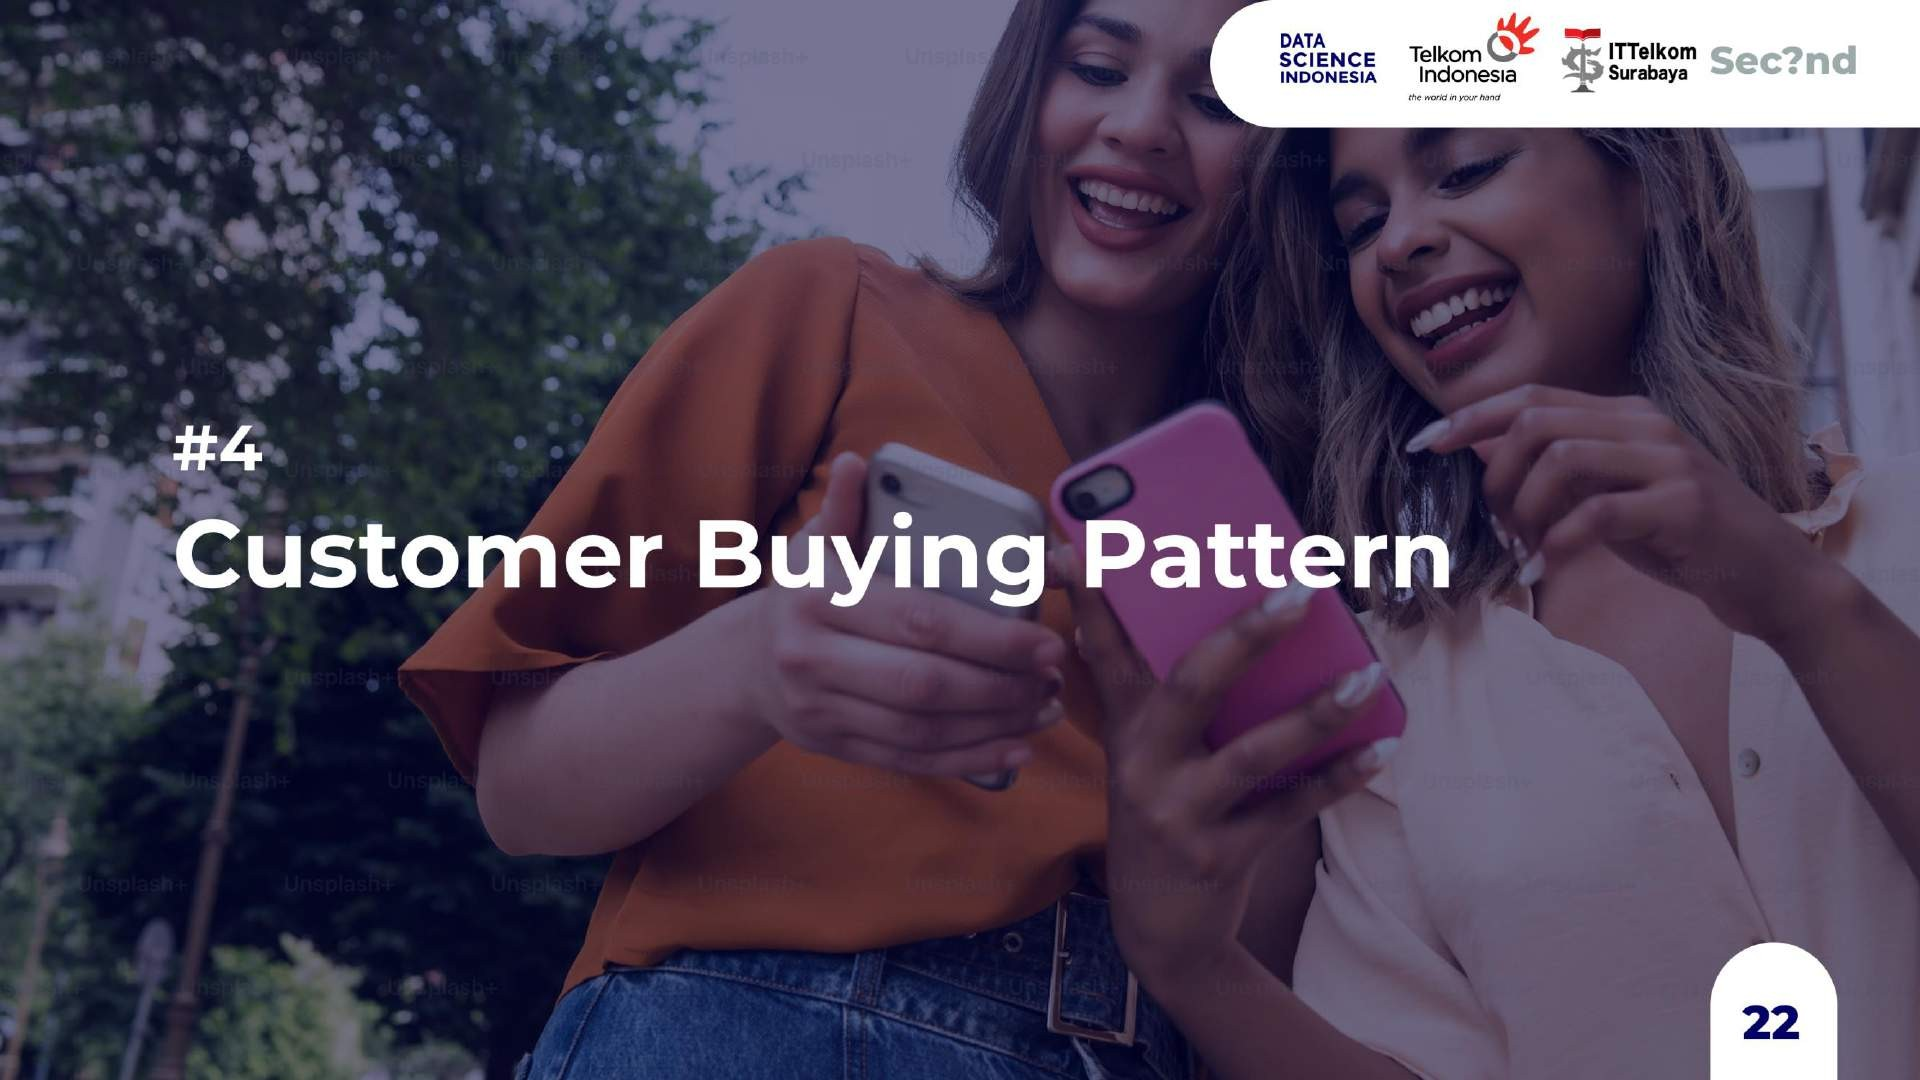 DATA
SCIENCE
INDONESIA
Telkom
Indonesia
the world in your hand
ITTelkom
Surabaya
Sec?nd
#4
Customer Buying Pattern
22
Unsplash+